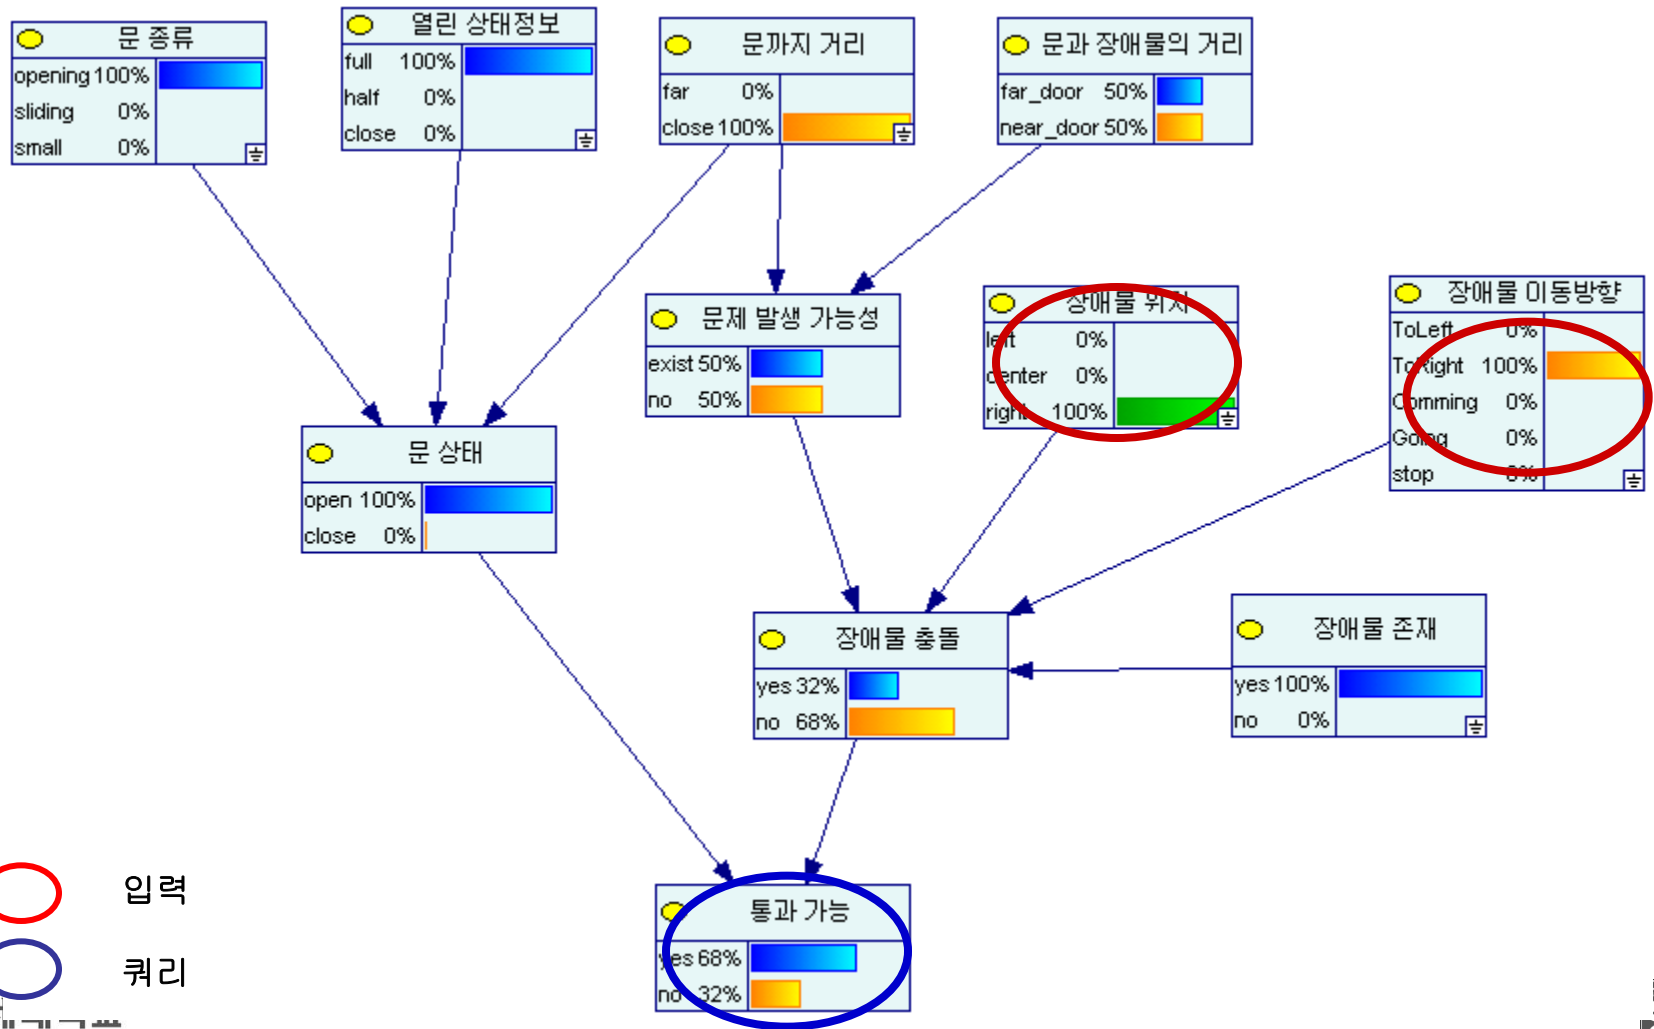 문 종류
opening 100%
sliding 0%
small 0%
열린 상태정보
full 100%
half 0%
close 0%
문까지 거리
far 0%
close 100%
문과 장애물의 거리
far_door 50%
near_door 50%
문제 발생 가능성
exist 50%
no 50%
장애물 위치
left 0%
center 0%
right 100%
장애물 이동방향
ToLeft 0%
ToRight 100%
Comming 0%
Going 0%
stop 0%
문 상태
open 100%
close 0%
장애물 충돌
yes 32%
no 68%
장애물 존재
yes 100%
no 0%
통과 가능
yes 68%
no 32%
입력
쿼리